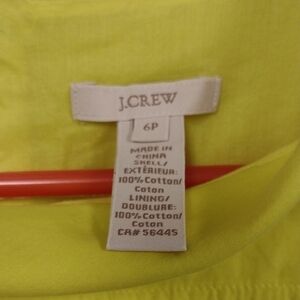 J.CREW
6P
MADE IN
CHINA
SHELL/
EXTÉRIEUR:
100% Cotton/
Coton
LINING/
DOUBLURE:
100% Cotton/
Coton
CA# 56445